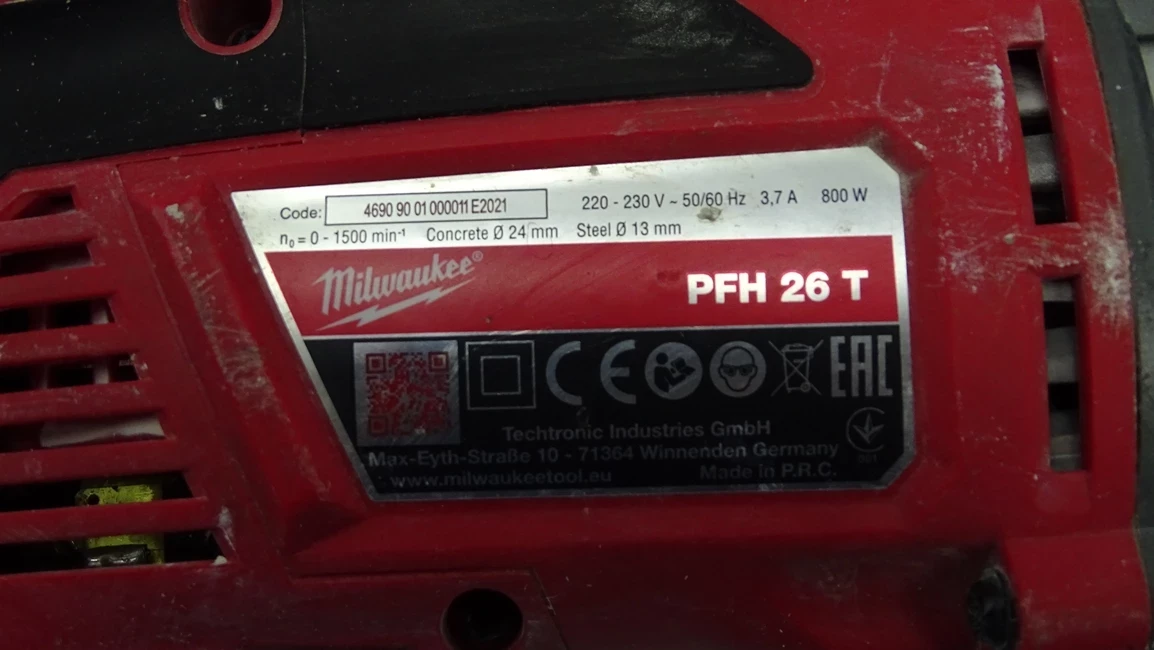 Code: 4690 90 01 000011 E2021 220 - 230 V ~ 50/60 Hz 3,7 A 800 W
n₀ = 0 - 1500 min⁻¹ Concrete Ø 24 mm Steel Ø 13 mm
Milwaukee®
PFH 26 T
CE EAC
Techtronic Industries GmbH
Max-Eyth-Straße 10 - 71364 Winnenden Germany
www.milwaukeetool.eu Made in P.R.C.